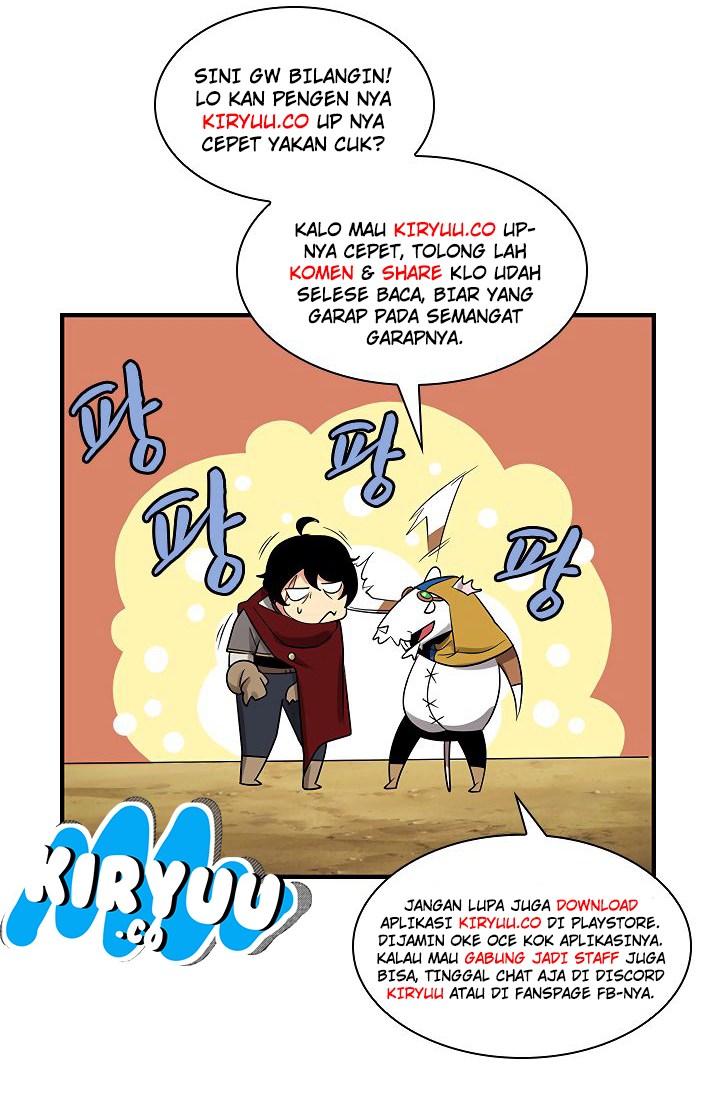 SINI GW BILANGIN!
LO KAN PENGEN NYA
KIRYUU.CO UP NYA
CEPET YAKAN CUK?
KALO MAU KIRYUU.CO UP-
NYA CEPET, TOLONG LAH
KOMEN & SHARE KLO UDAH
SELESE BACA, BIAR YANG
GARAP PADA SEMANGAT
GARAPNYA.
팡
팡
팡
팡
KIRYUU
.CO
JANGAN LUPA JUGA DOWNLOAD
APLIKASI KIRYUU.CO DI PLAYSTORE.
DIJAMIN OKE OCE KOK APLIKASINYA.
KALAU MAU GABUNG JADI STAFF JUGA
BISA, TINGGAL CHAT AJA DI DISCORD
KIRYUU ATAU DI FANSPAGE FB-NYA.